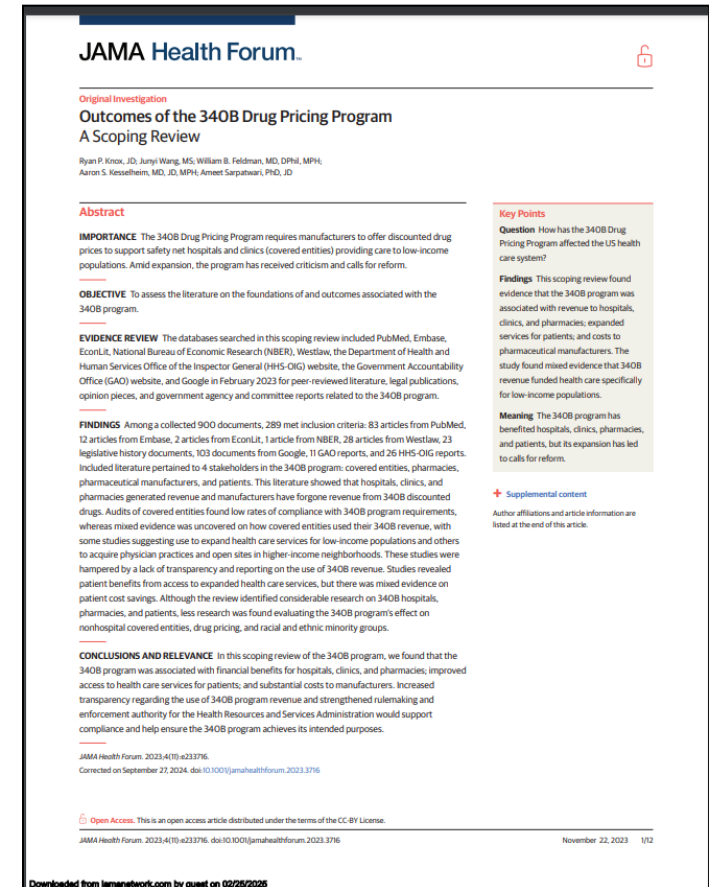 JAMA Health Forum™
Original Investigation
Outcomes of the 340B Drug Pricing Program
A Scoping Review
Ryan P. Knox, JD; Junyi Wang, MS; William B. Feldman, MD, DPhil, MPH;
Aaron S. Kesselheim, MD, JD, MPH; Ameet Sarpatwari, PhD, JD
Abstract
IMPORTANCE The 340B Drug Pricing Program requires manufacturers to offer discounted drug
prices to support safety net hospitals and clinics (covered entities) providing care to low-income
populations. Amid expansion, the program has received criticism and calls for reform.
OBJECTIVE To assess the literature on the foundations of and outcomes associated with the
340B program.
EVIDENCE REVIEW The databases searched in this scoping review included PubMed, Embase,
EconLit, National Bureau of Economic Research (NBER), Westlaw, the Department of Health and
Human Services Office of the Inspector General (HHS-OIG) website, the Government Accountability
Office (GAO) website, and Google in February 2023 for peer-reviewed literature, legal publications,
opinion pieces, and government agency and committee reports related to the 340B program.
FINDINGS Among a collected 900 documents, 289 met inclusion criteria: 83 articles from PubMed,
12 articles from Embase, 2 articles from EconLit, 1 article from NBER, 28 articles from Westlaw, 23
legislative history documents, 103 documents from Google, 11 GAO reports, and 26 HHS-OIG reports.
Included literature pertained to 4 stakeholders in the 340B program: covered entities, pharmacies,
pharmaceutical manufacturers, and patients. This literature showed that hospitals, clinics, and
pharmacies generated revenue and manufacturers have forgone revenue from 340B discounted
drugs. Audits of covered entities found low rates of compliance with 340B program requirements,
whereas mixed evidence was uncovered on how covered entities used their 340B revenue, with
some studies suggesting use to expand health care services for low-income populations and others
to acquire physician practices and open sites in higher-income neighborhoods. These studies were
hampered by a lack of transparency and reporting on the use of 340B revenue. Studies revealed
patient benefits from access to expanded health care services, but there was mixed evidence on
patient cost savings. Although the review identified considerable research on 340B hospitals,
pharmacies, and patients, less research was found evaluating the 340B program's effect on
nonhospital covered entities, drug pricing, and racial and ethnic minority groups.
CONCLUSIONS AND RELEVANCE In this scoping review of the 340B program, we found that the
340B program was associated with financial benefits for hospitals, clinics, and pharmacies; improved
access to health care services for patients; and substantial costs to manufacturers. Increased
transparency regarding the use of 340B program revenue and strengthened rulemaking and
enforcement authority for the Health Resources and Services Administration would support
compliance and help ensure the 340B program achieves its intended purposes.
JAMA Health Forum. 2023;4(11):e233716.
Corrected on September 27, 2024. doi:10.1001/jamahealthforum.2023.3716
Key Points
Question How has the 340B Drug
Pricing Program affected the US health
care system?
Findings This scoping review found
evidence that the 340B program was
associated with revenue to hospitals,
clinics, and pharmacies; expanded
services for patients; and costs to
pharmaceutical manufacturers. The
study found mixed evidence that 340B
revenue funded health care specifically
for low-income populations.
Meaning The 340B program has
benefited hospitals, clinics, pharmacies,
and patients, but its expansion has led
to calls for reform.
+ Supplemental content
Author affiliations and article information are
listed at the end of this article.
Open Access. This is an open access article distributed under the terms of the CC-BY License.
JAMA Health Forum. 2023;4(11):e233716. doi:10.1001/jamahealthforum.2023.3716
November 22, 2023 1/12
Downloaded from jamanetwork.com by guest on 02/25/2025